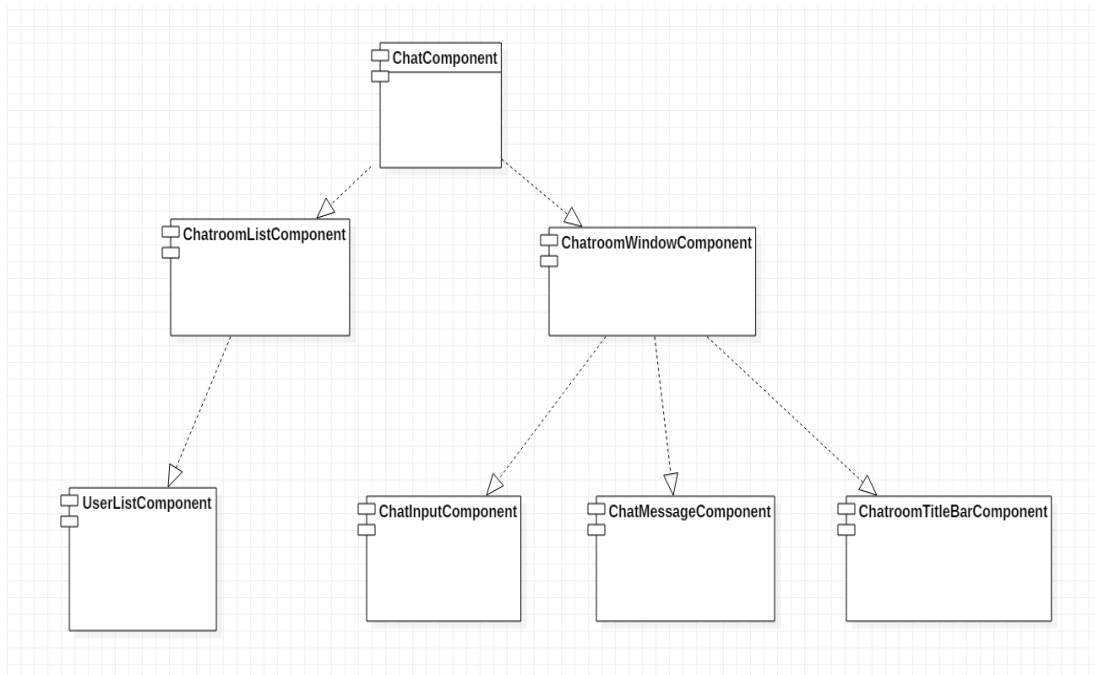 ChatComponent
ChatroomListComponent
ChatroomWindowComponent
UserListComponent
ChatInputComponent
ChatMessageComponent
ChatroomTitleBarComponent